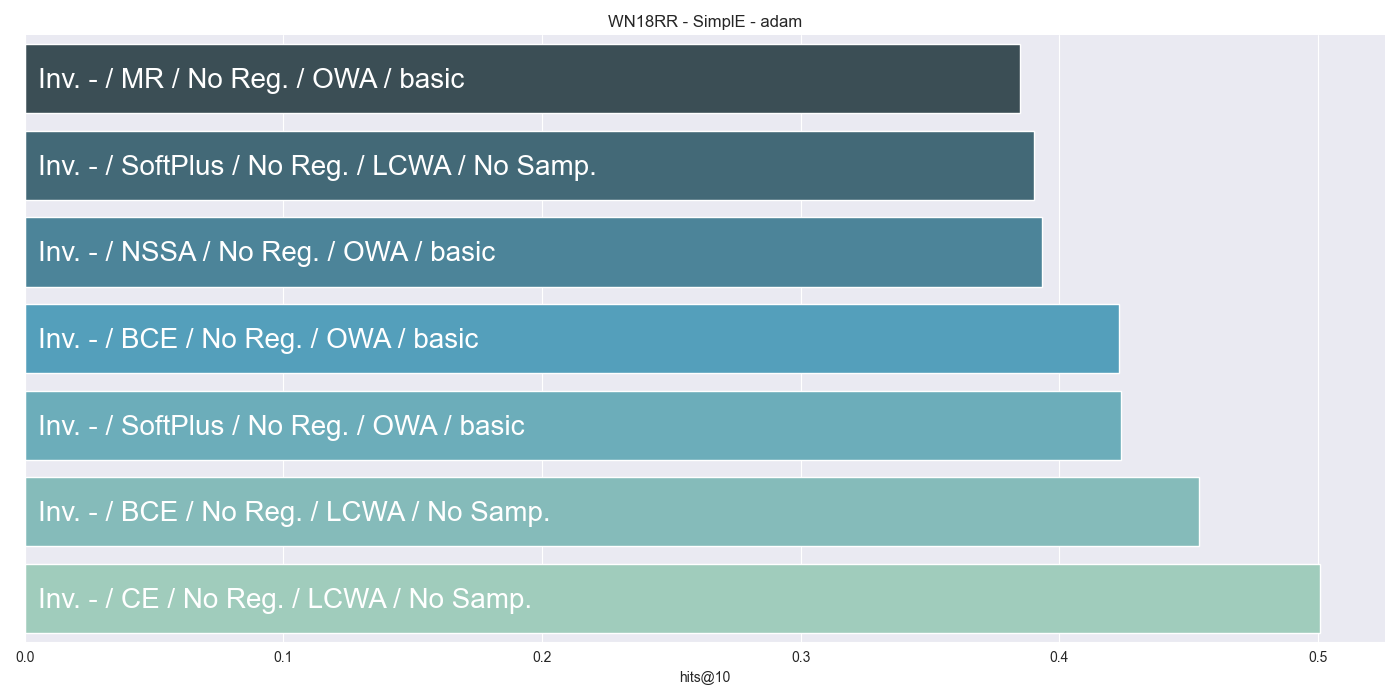 WN18RR - SimplE - adam
Inv. - / MR / No Reg. / OWA / basic
Inv. - / SoftPlus / No Reg. / LCWA / No Samp.
Inv. - / NSSA / No Reg. / OWA / basic
Inv. - / BCE / No Reg. / OWA / basic
Inv. - / SoftPlus / No Reg. / OWA / basic
Inv. - / BCE / No Reg. / LCWA / No Samp.
Inv. - / CE / No Reg. / LCWA / No Samp.
0.0 0.1 0.2 0.3 0.4 0.5
hits@10